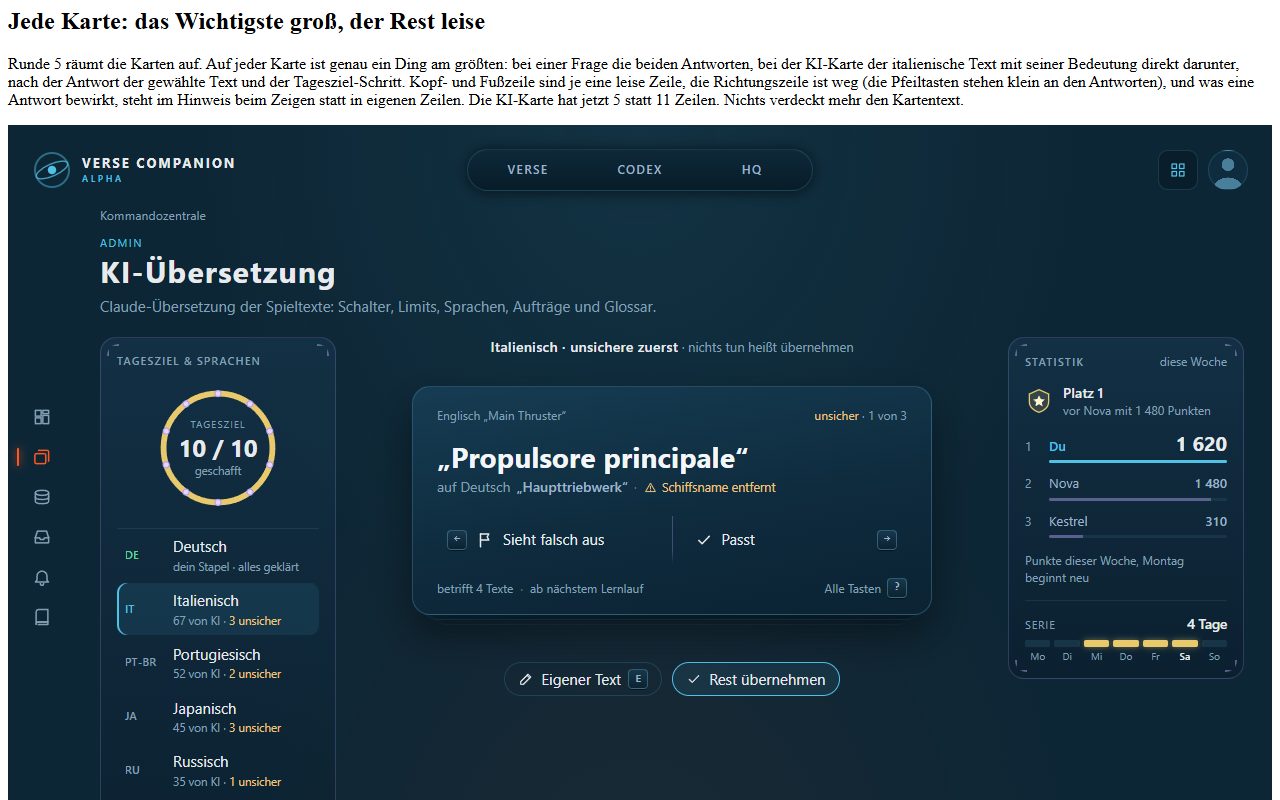 Jede Karte: das Wichtigste groß, der Rest leise
Runde 5 räumt die Karten auf. Auf jeder Karte ist genau ein Ding am größten: bei einer Frage die beiden Antworten, bei der KI-Karte der italienische Text mit seiner Bedeutung direkt darunter,
nach der Antwort der gewählte Text und der Tagesziel-Schritt. Kopf- und Fußzeile sind je eine leise Zeile, die Richtungszeile ist weg (die Pfeiltasten stehen klein an den Antworten), und was eine
Antwort bewirkt, steht im Hinweis beim Zeigen statt in eigenen Zeilen. Die KI-Karte hat jetzt 5 statt 11 Zeilen. Nichts verdeckt mehr den Kartentext.
VERSE COMPANION
ALPHA
VERSE CODEX HQ
Kommandozentrale
ADMIN
KI-Übersetzung
Claude-Übersetzung der Spieltexte: Schalter, Limits, Sprachen, Aufträge und Glossar.
TAGESZIEL & SPRACHEN
TAGESZIEL
10 / 10
geschafft
DE Deutsch
dein Stapel · alles geklärt
IT Italienisch
67 von KI · 3 unsicher
PT-BR Portugiesisch
52 von KI · 2 unsicher
JA Japanisch
45 von KI · 3 unsicher
RU Russisch
35 von KI · 1 unsicher
Italienisch · unsichere zuerst · nichts tun heißt übernehmen
Englisch „Main Thruster“ unsicher · 1 von 3
„Propulsore principale“
auf Deutsch „Haupttriebwerk“ · ⚠ Schiffsname entfernt
← Sieht falsch aus ✓ Passt →
betrifft 4 Texte · ab nächstem Lernlauf Alle Tasten ?
Eigener Text E ✓ Rest übernehmen
STATISTIK diese Woche
Platz 1
vor Nova mit 1 480 Punkten
1 Du 1 620
2 Nova 1 480
3 Kestrel 310
Punkte dieser Woche, Montag
beginnt neu
SERIE 4 Tage
Mo Di Mi Do Fr Sa So